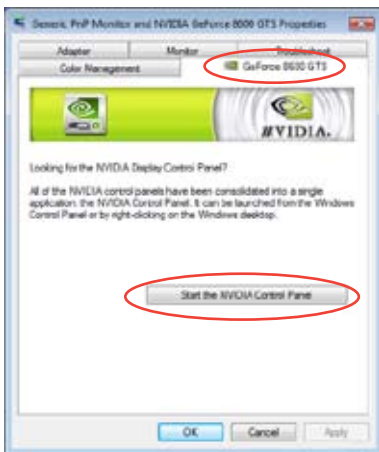 Generic PnP Monitor and NVIDIA GeForce 8600 GTS Properties
Adapter Monitor Troubleshoot
Color Management GeForce 8600 GTS
NVIDIA.
Looking for the NVIDIA Display Control Panel?
All of the NVIDIA control panels have been consolidated into a single
application: the NVIDIA Control Panel. It can be launched from the Windows
Control Panel or by right-clicking on the Windows desktop.
Start the NVIDIA Control Panel
OK Cancel Apply